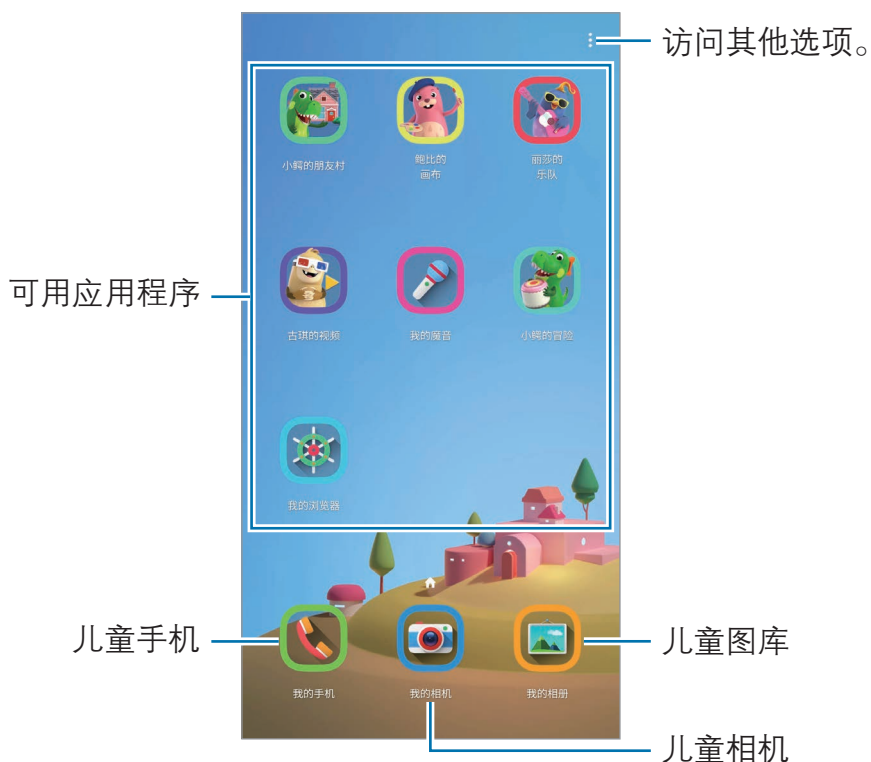 访问其他选项。
小鳄的朋友村
鲍比的
画布
丽莎的
乐队
可用应用程序
古琪的视频
我的魔音
小鳄的冒险
我的浏览器
儿童手机
儿童图库
我的手机
我的相机
我的相册
儿童相机